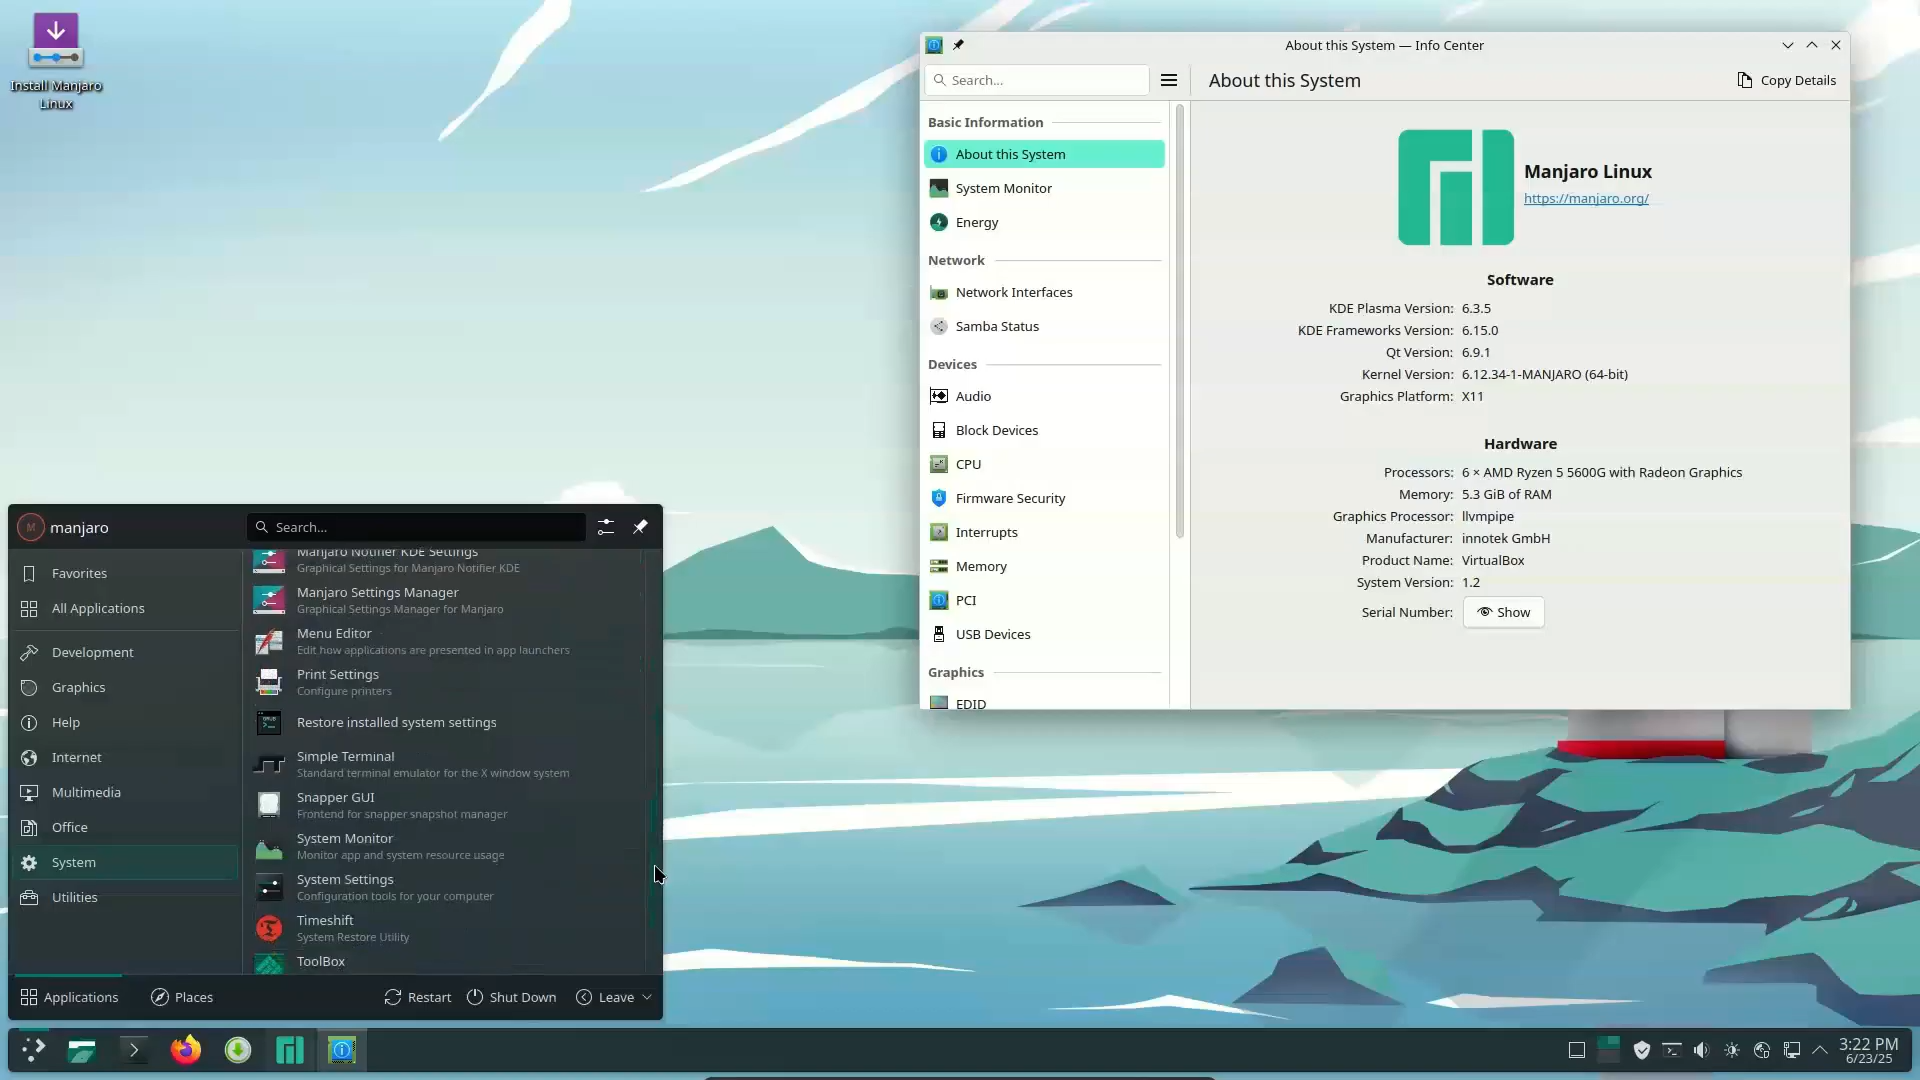 Install Manjaro
Linux
About this System — Info Center
Search...
About this System
Copy Details
Basic Information
About this System
System Monitor
Energy
Network
Network Interfaces
Samba Status
Devices
Audio
Block Devices
CPU
Firmware Security
Interrupts
Memory
PCI
USB Devices
Graphics
EDID
Manjaro Linux
https://manjaro.org/
Software
KDE Plasma Version: 6.3.5
KDE Frameworks Version: 6.15.0
Qt Version: 6.9.1
Kernel Version: 6.12.34-1-MANJARO (64-bit)
Graphics Platform: X11
Hardware
Processors: 6 × AMD Ryzen 5 5600G with Radeon Graphics
Memory: 5.3 GiB of RAM
Graphics Processor: llvmpipe
Manufacturer: innotek GmbH
Product Name: VirtualBox
System Version: 1.2
Serial Number: Show
M manjaro
Search...
Favorites
All Applications
Development
Graphics
Help
Internet
Multimedia
Office
System
Utilities
Manjaro Notifier KDE Settings
Graphical Settings for Manjaro Notifier KDE
Manjaro Settings Manager
Graphical Settings Manager for Manjaro
Menu Editor
Edit how applications are presented in app launchers
Print Settings
Configure printers
Restore installed system settings
Simple Terminal
Standard terminal emulator for the X window system
Snapper GUI
Frontend for snapper snapshot manager
System Monitor
Monitor app and system resource usage
System Settings
Configuration tools for your computer
Timeshift
System Restore Utility
ToolBox
Applications
Places
Restart
Shut Down
Leave
3:22 PM
6/23/25